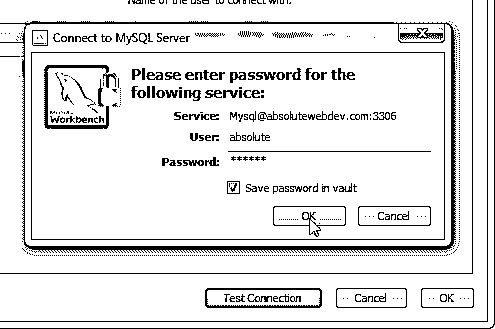 Name of the user to connect with.
Connect to MySQL Server
Please enter password for the
following service:
Service: Mysql@absolutewebdev.com:3306
User: absolute
Password: ******
Workbench
Save password in vault
OK Cancel
Test Connection Cancel OK